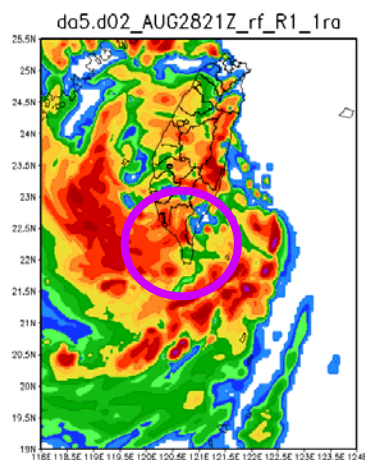 da5.d02_AUG2821Z_rf_R1_1ra
25.5N
25N
24.5N
24N
23.5N
23N
22.5N
22N
21.5N
21N
20.5N
20N
19.5N
19N
118E 118.5E 119E 119.5E 120E 120.5E 121E 121.5E 122E 122.5E 123E 123.5E 124E